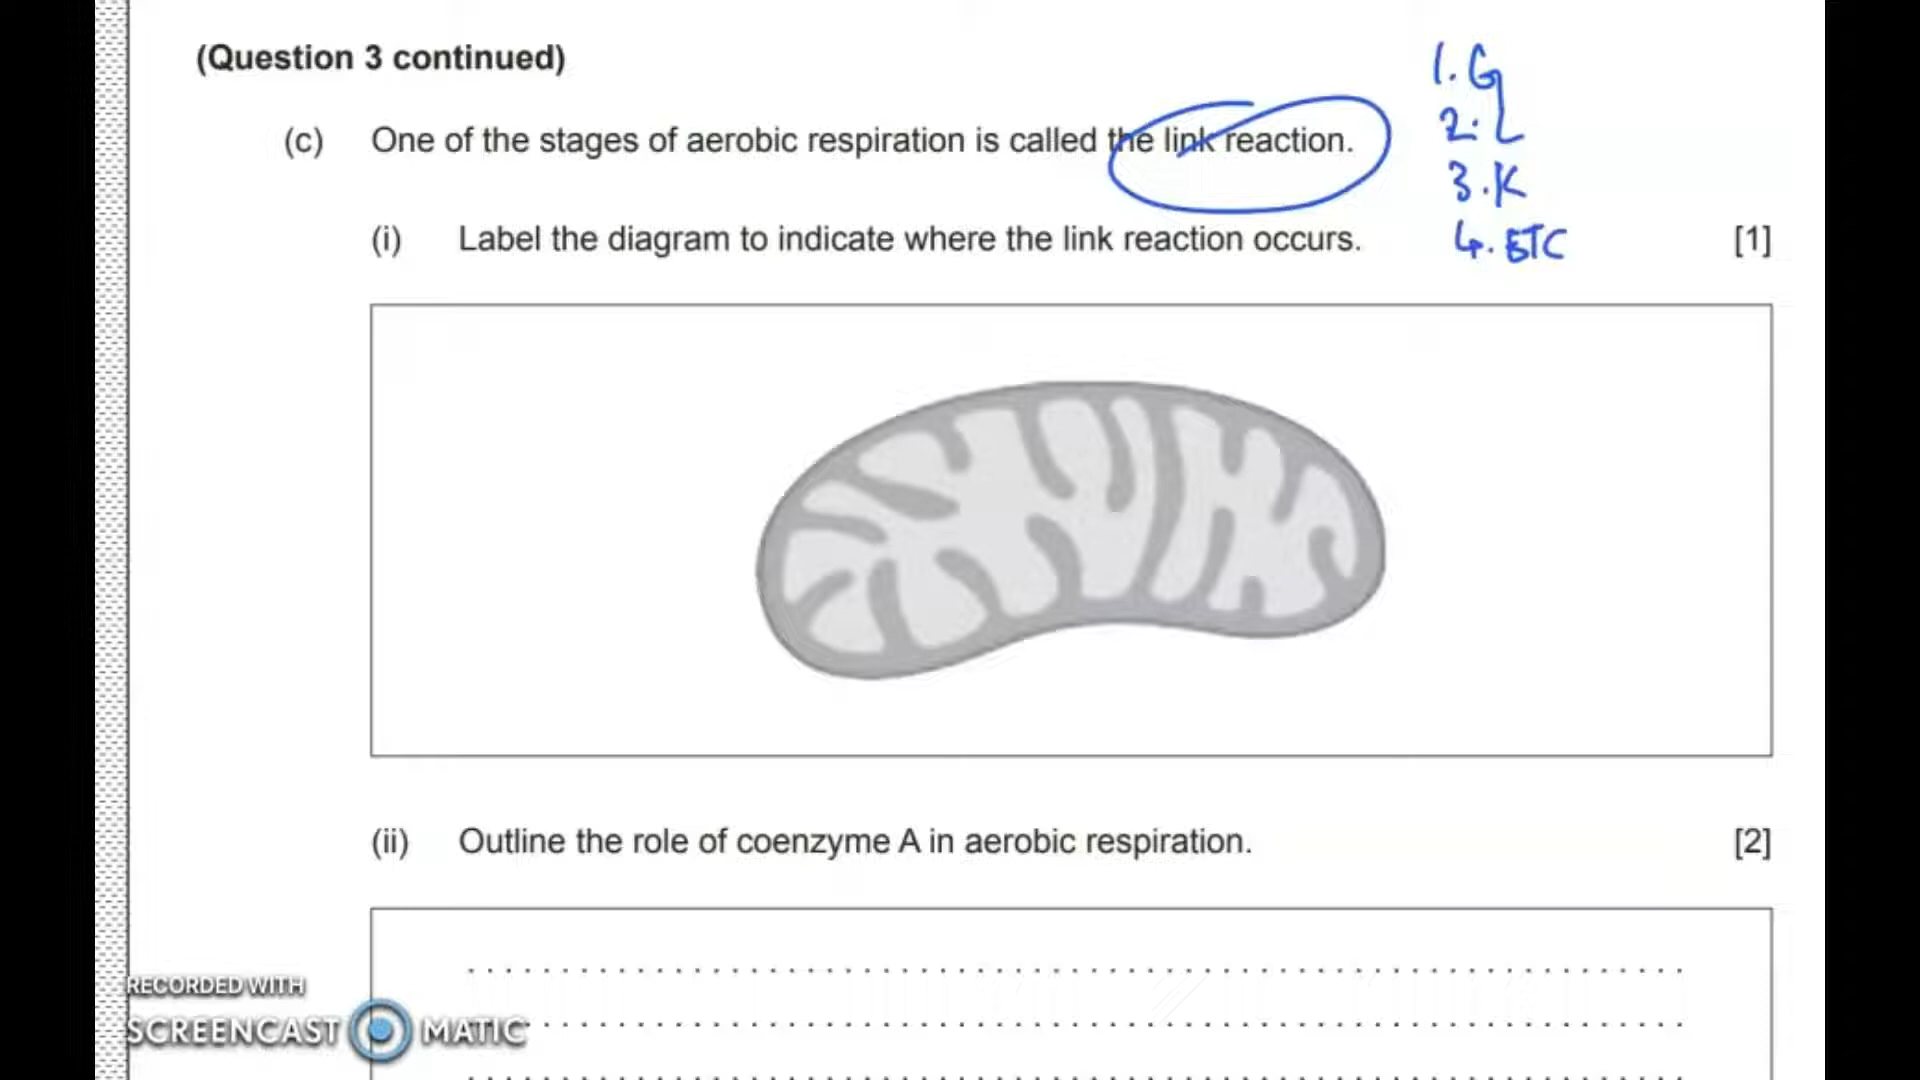 (Question 3 continued)
1. G
(c) One of the stages of aerobic respiration is called the link reaction.
2. L
3. K
(i) Label the diagram to indicate where the link reaction occurs. [1]
4. ETC
(ii) Outline the role of coenzyme A in aerobic respiration. [2]
RECORDED WITH
SCREENCAST MATIC